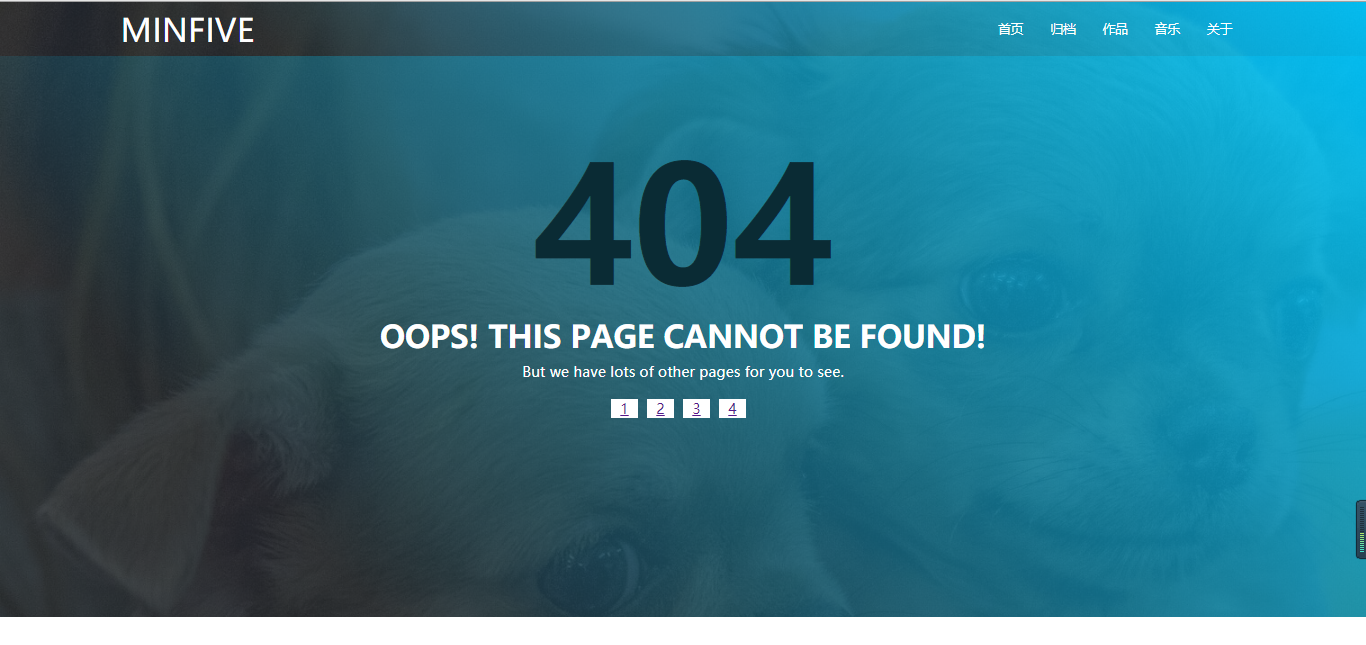 MINFIVE 首页 归档 作品 音乐 关于
404
OOPS! THIS PAGE CANNOT BE FOUND!
But we have lots of other pages for you to see.
1 2 3 4